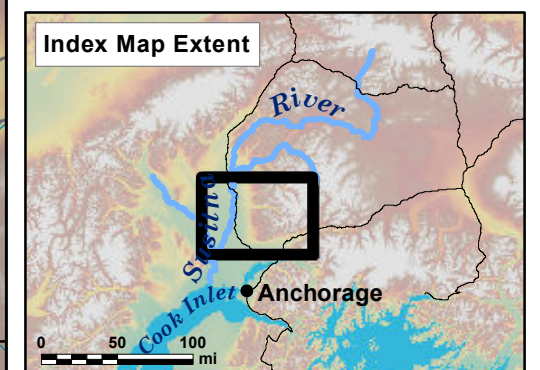 Index Map Extent
River
Susitna
Cook Inlet
Anchorage
0 50 100
mi